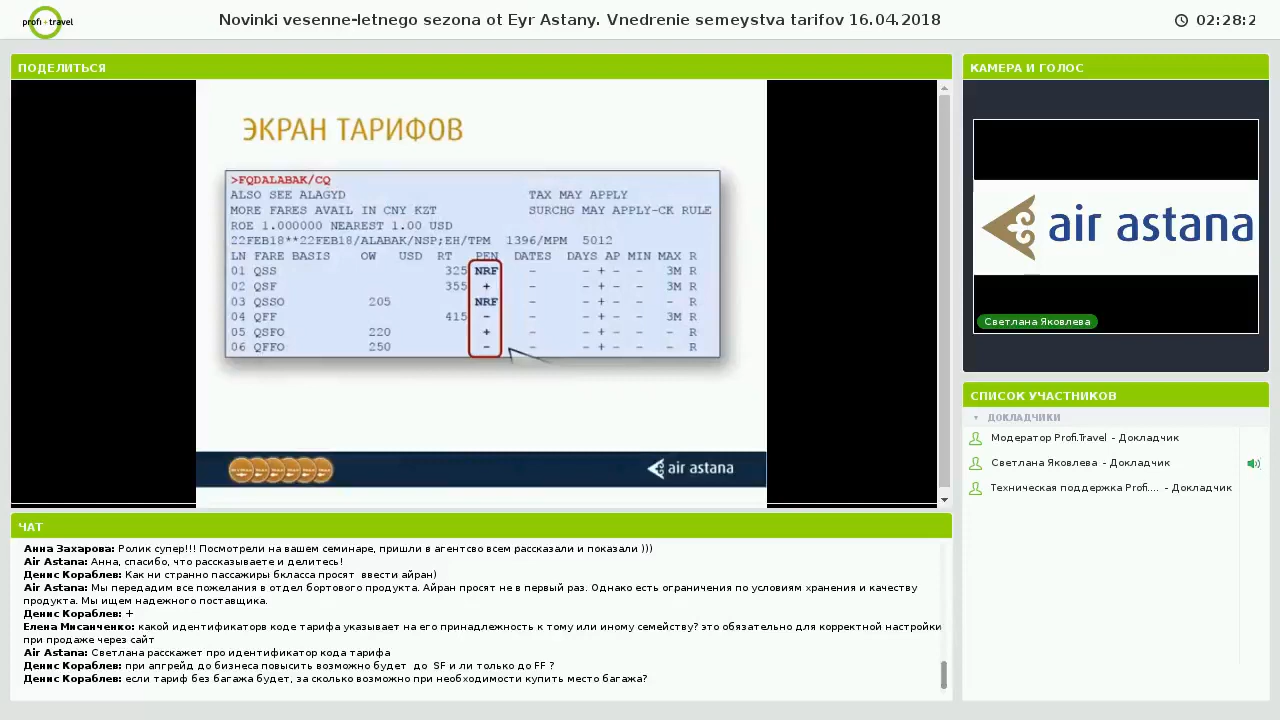 profi+travel
Novinki vesenne-letnego sezona ot Eyr Astany. Vnedrenie semeystva tarifov 16.04.2018
02:28:2
ПОДЕЛИТЬСЯ
ЭКРАН ТАРИФОВ
>FQDALABAK/CQ
ALSO SEE ALAGYD TAX MAY APPLY
MORE FARES AVAIL IN CNY KZT SURCHG MAY APPLY-CK RULE
ROE 1.000000 NEAREST 1.00 USD
22FEB18**22FEB18/ALABAK/NSP;EH/TPM 1396/MPM 5012
LN FARE BASIS OW USD RT PEN DATES DAYS AP MIN MAX R
01 QSS 325 NRF - - + - - 3M R
02 QSF 355 + - - + - - 3M R
03 QSSO 205 NRF - - + - - - R
04 QFF 415 - - - + - - 3M R
05 QSFO 220 + - - + - - - R
06 QFFO 250 - - - + - - - R
air astana
КАМЕРА И ГОЛОС
air astana
Светлана Яковлева
СПИСОК УЧАСТНИКОВ
ДОКЛАДЧИКИ
Модератор Profi.Travel - Докладчик
Светлана Яковлева - Докладчик
Техническая поддержка Profi.... - Докладчик
ЧАТ
Анна Захарова: Ролик супер!!! Посмотрели на вашем семинаре, пришли в агентсво всем рассказали и показали )))
Air Astana: Анна, спасибо, что рассказываете и делитесь!
Денис Кораблев: Как ни странно пассажиры бкласса просят ввести айран)
Air Astana: Мы передадим все пожелания в отдел бортового продукта. Айран просят не в первый раз. Однако есть ограничения по условиям хранения и качеству
продукта. Мы ищем надежного поставщика.
Денис Кораблев: +
Елена Мисанченко: какой идентификаторв коде тарифа указывает на его принадлежность к тому или иному семейству? это обязательно для корректной настройки
при продаже через сайт
Air Astana: Светлана расскажет про идентификатор кода тарифа
Денис Кораблев: при апгрейд до бизнеса повысить возможно будет до SF и ли только до FF ?
Денис Кораблев: если тариф без багажа будет, за сколько возможно при необходимости купить место багажа?